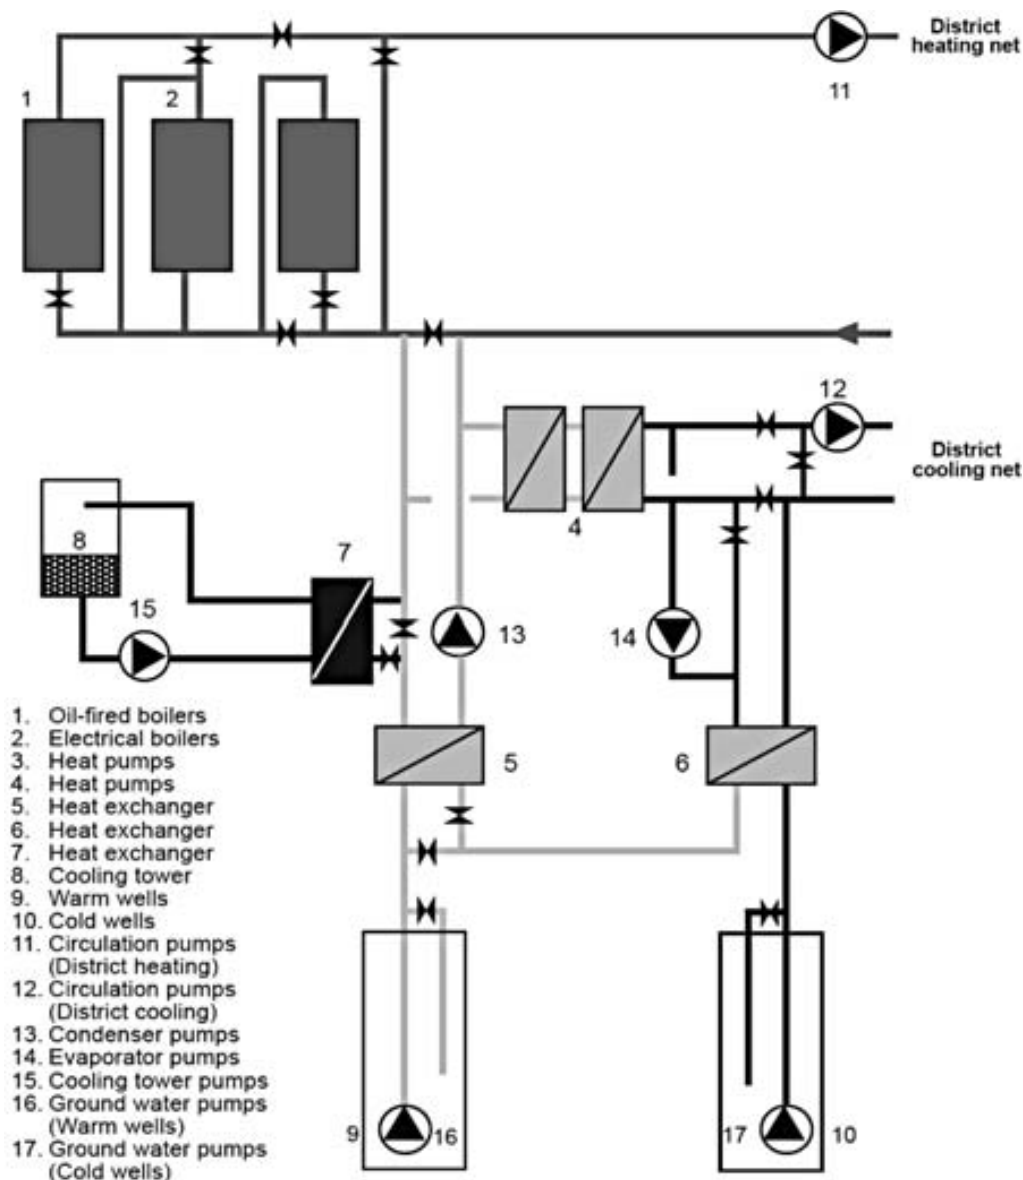 District
heating net
11
1
2
12
District
cooling net
4
8
7
15
13
14
5
6
1. Oil-fired boilers
2. Electrical boilers
3. Heat pumps
4. Heat pumps
5. Heat exchanger
6. Heat exchanger
7. Heat exchanger
8. Cooling tower
9. Warm wells
10. Cold wells
11. Circulation pumps
(District heating)
12. Circulation pumps
(District cooling)
13. Condenser pumps
14. Evaporator pumps
15. Cooling tower pumps
16. Ground water pumps
(Warm wells)
17. Ground water pumps
(Cold wells)
9
16
17
10